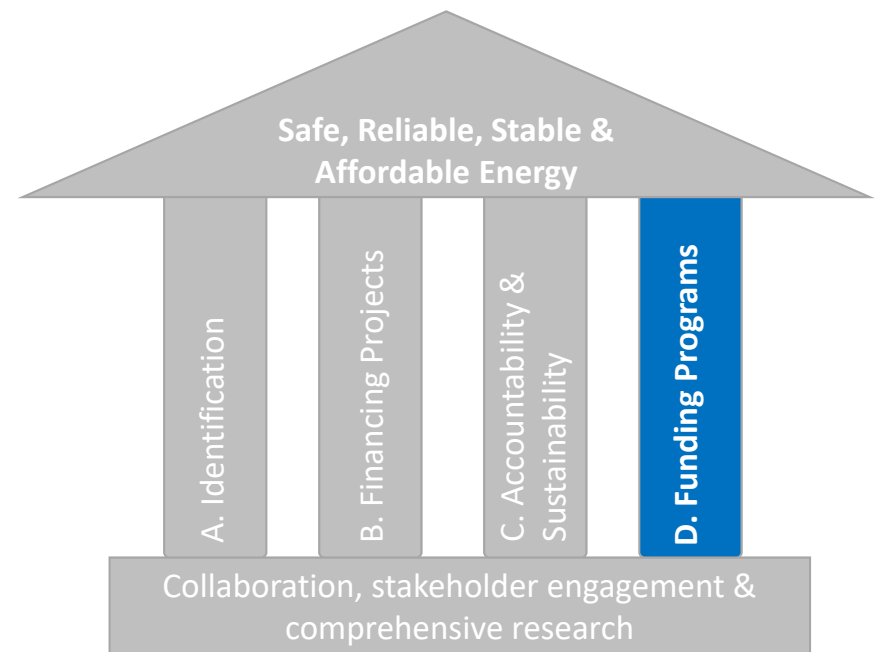 Safe, Reliable, Stable &
Affordable Energy
A. Identification
B. Financing Projects
C. Accountability &
Sustainability
D. Funding Programs
Collaboration, stakeholder engagement &
comprehensive research